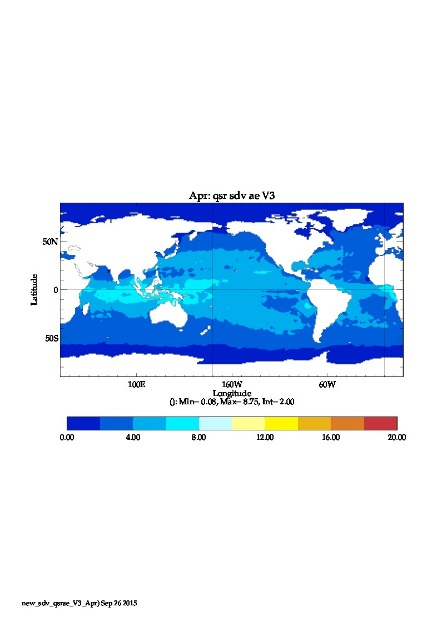 Apr: qsr sdv ae V3
50N
0
50S
Latitude
100E 160W 60W
Longitude
(): Min= 0.08, Max= 8.75, Int= 2.00
0.00 4.00 8.00 12.00 16.00 20.00
new_sdv_qsrae_V3_Apr) Sep 26 2015